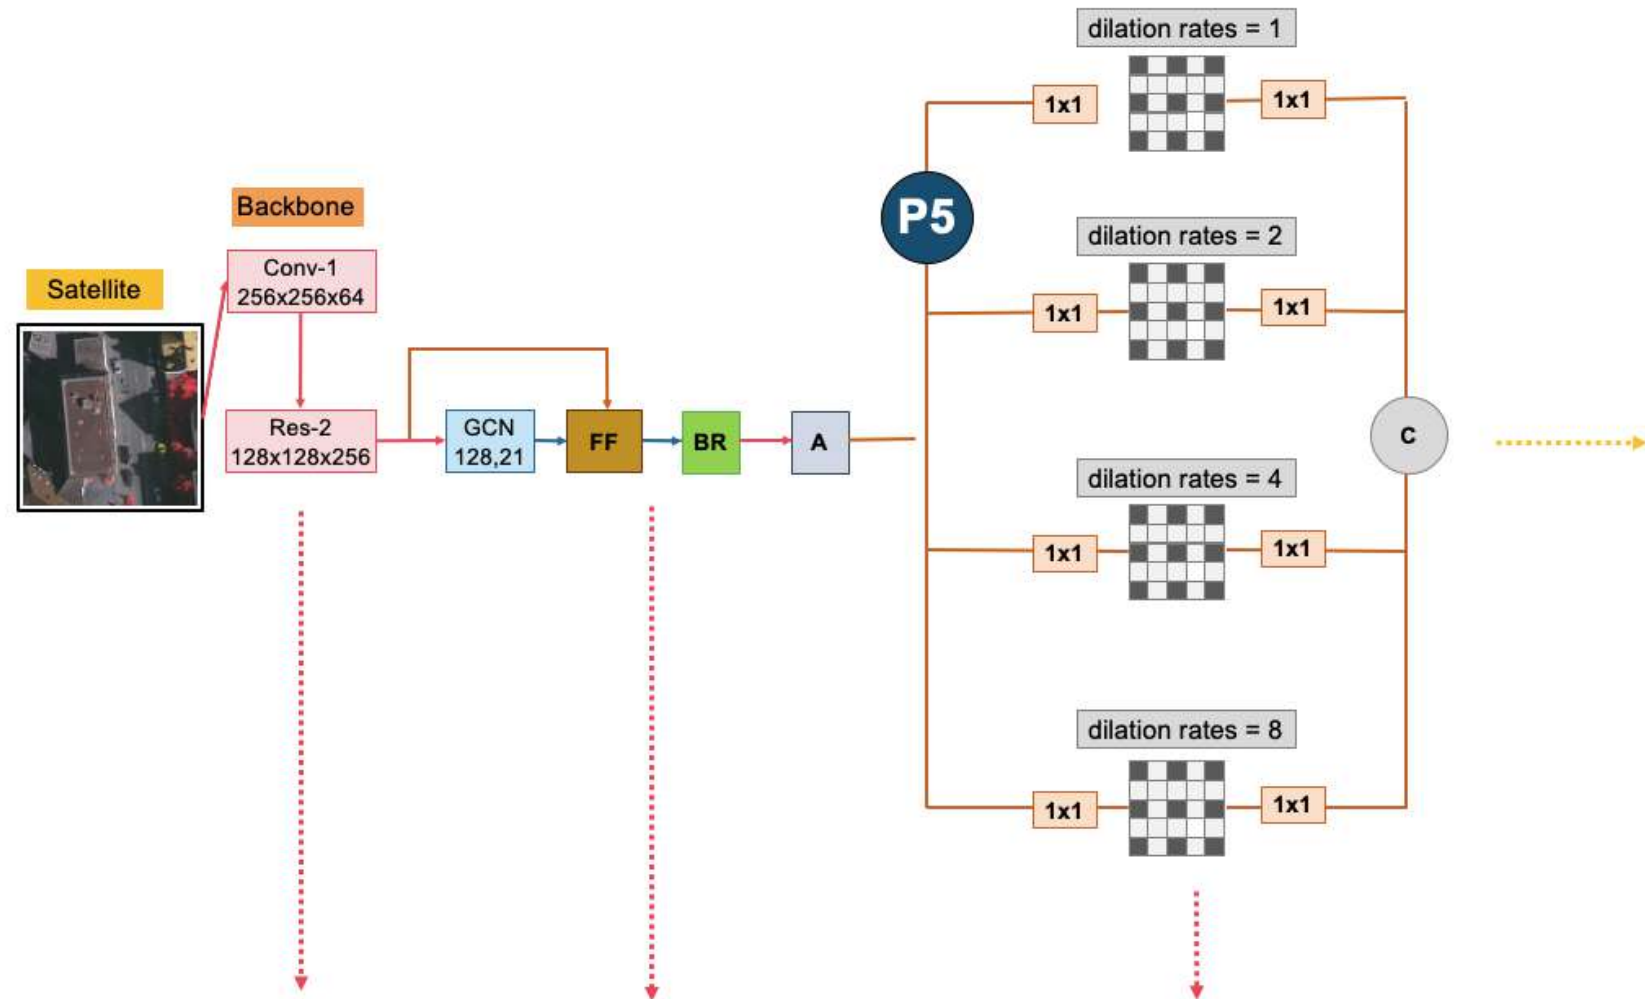 Satellite
Backbone
Conv-1
256x256x64
Res-2
128x128x256
GCN
128,21
FF
BR
A
P5
dilation rates = 1
1x1
1x1
dilation rates = 2
1x1
1x1
dilation rates = 4
1x1
1x1
dilation rates = 8
1x1
1x1
C